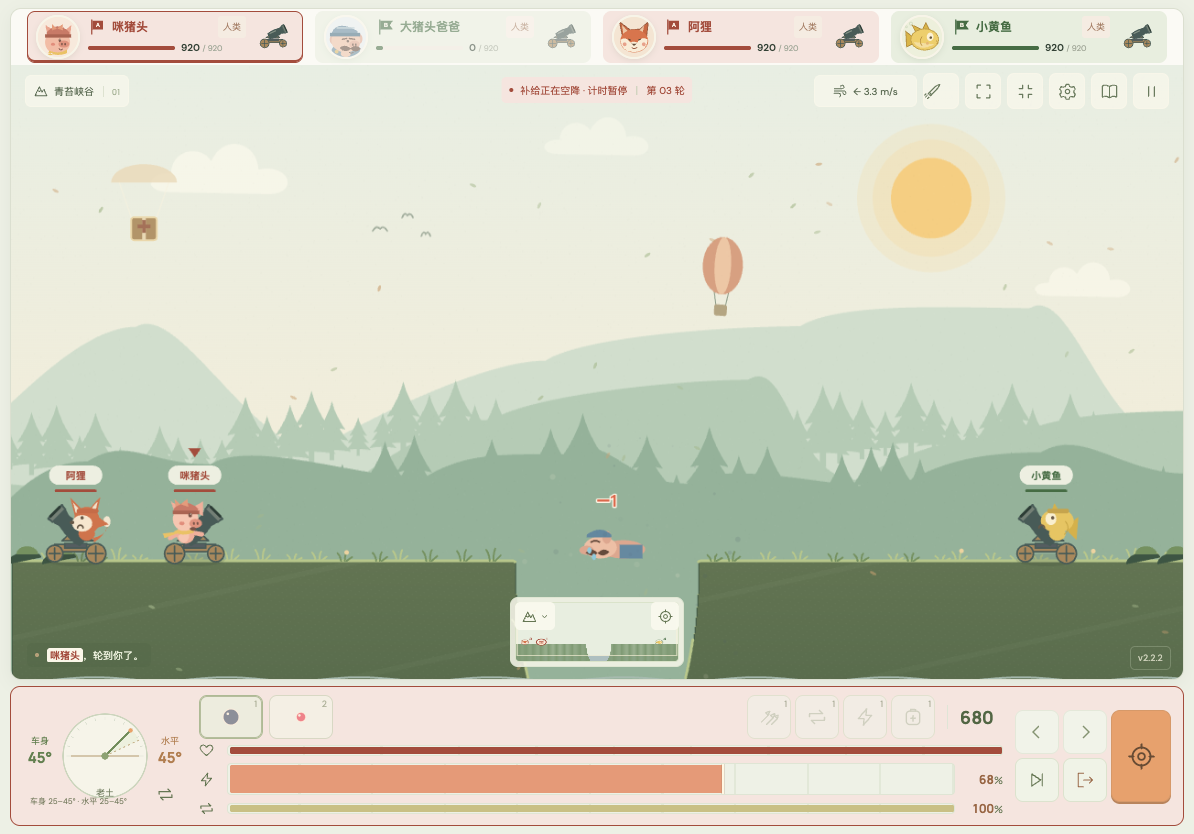 A 咪猪头 人类
920 / 920
B 大猪头爸爸 人类
0 / 920
A 阿狸 人类
920 / 920
B 小黄鱼 人类
920 / 920
青苔峡谷 01
补给正在空降 · 计时暂停 第 03 轮
← 3.3 m/s
阿狸
咪猪头
小黄鱼
−1
咪猪头，轮到你了。
v2.2.2
车身
45°
水平
45°
老土
车身 25–45° · 水平 25–45°
1
2
1
1
1
1
680
68%
100%